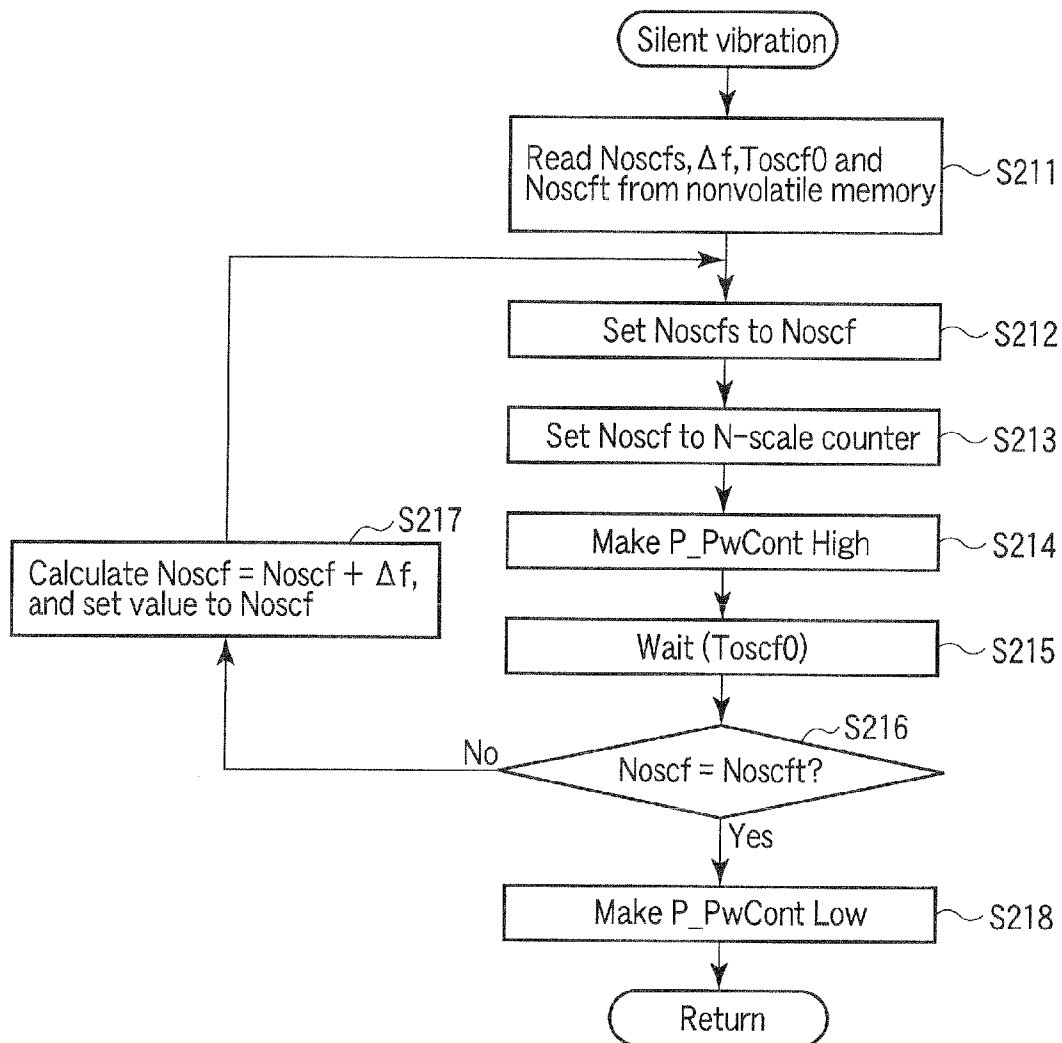 Silent vibration
Read Noscfs, Δf, Toscf0 and
Noscft from nonvolatile memory
S211
Set Noscfs to Noscf
S212
Set Noscf to N-scale counter
S213
S217
Calculate Noscf = Noscf + Δf,
and set value to Noscf
Make P_PwCont High
S214
Wait (Toscf0)
S215
S216
No
Noscf = Noscft?
Yes
Make P_PwCont Low
S218
Return